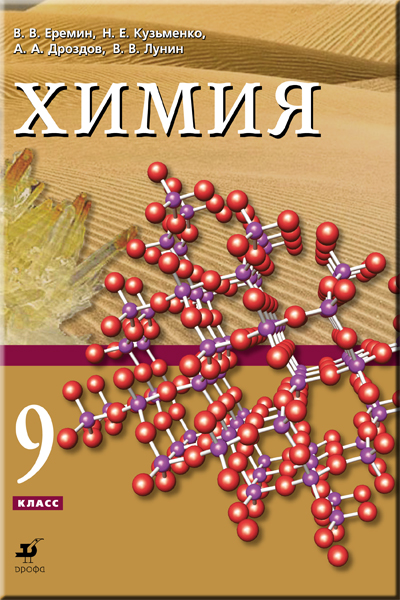 В. В. Еремин, Н. Е. Кузьменко,
А. А. Дроздов, В. В. Лунин
ХИМИЯ
9
КЛАСС
дрофа